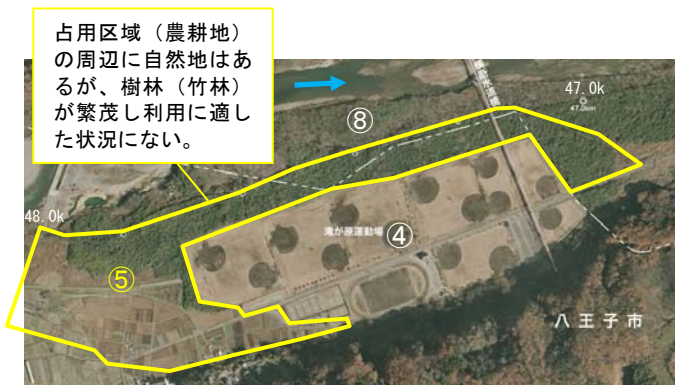 占用区域（農耕地）
の周辺に自然地はあ
るが、樹林（竹林）
が繁茂し利用に適し
た状況にない。
47.0k
47.0km
⑧
48.0k
滝が原運動場
④
⑤
八王子市